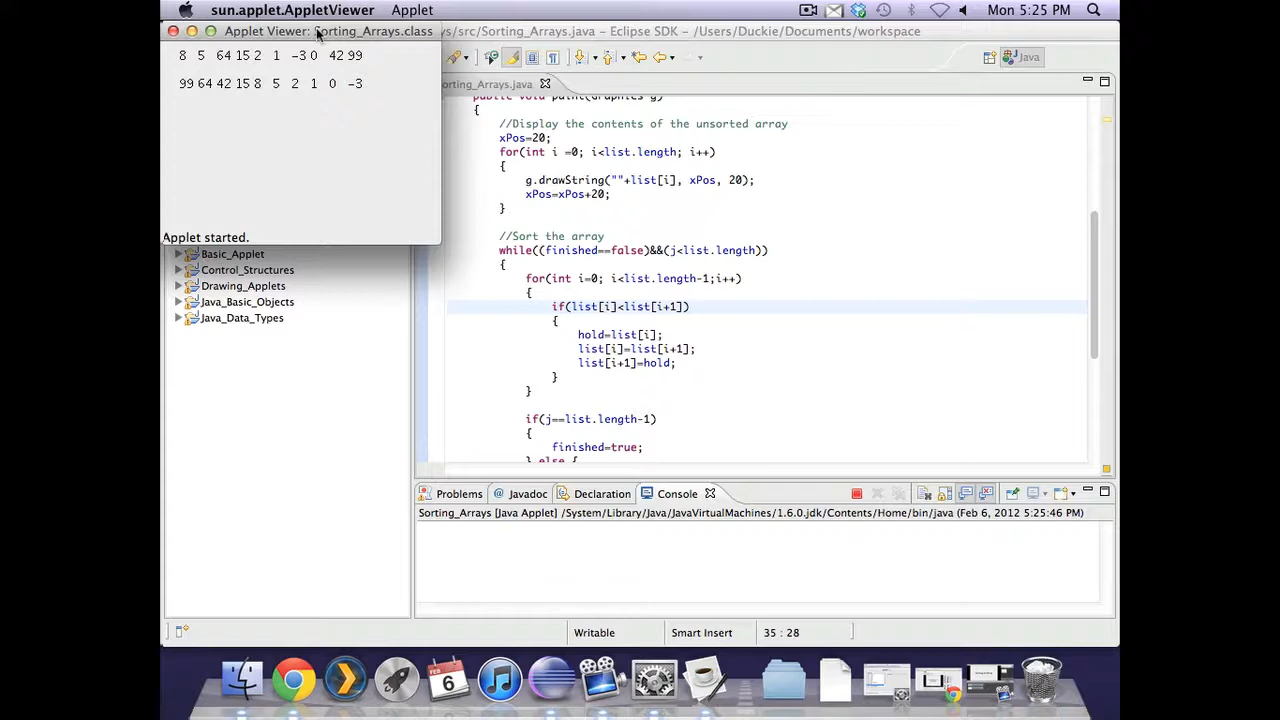 sun.applet.AppletViewer Applet Mon 5:25 PM
Applet Viewer: Sorting_Arrays.class ys/src/Sorting_Arrays.java – Eclipse SDK – /Users/Duckie/Documents/workspace
8 5 64 15 2 1 –3 0 42 99
99 64 42 15 8 5 2 1 0 –3
Applet started.
Basic_Applet
Control_Structures
Drawing_Applets
Java_Basic_Objects
Java_Data_Types
Java
orting_Arrays.java
public void paint(Graphics g)
{
//Display the contents of the unsorted array
xPos=20;
for(int i =0; i<list.length; i++)
{
g.drawString(""+list[i], xPos, 20);
xPos=xPos+20;
}
//Sort the array
while((finished==false)&&(j<list.length))
{
for(int i=0; i<list.length-1;i++)
{
if(list[i]<list[i+1])
{
hold=list[i];
list[i]=list[i+1];
list[i+1]=hold;
}
}
if(j==list.length-1)
{
finished=true;
} else {
Problems Javadoc Declaration Console
Sorting_Arrays [Java Applet] /System/Library/Java/JavaVirtualMachines/1.6.0.jdk/Contents/Home/bin/java (Feb 6, 2012 5:25:46 PM)
Writable Smart Insert 35 : 28
FEB
6